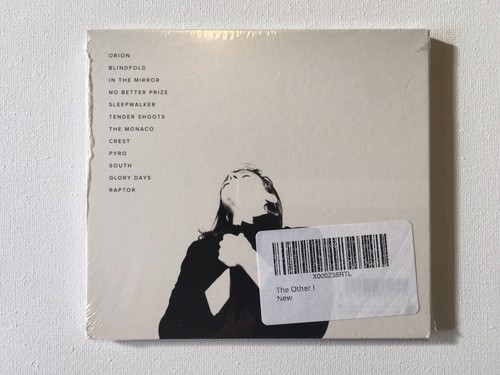 ORION
BLINDFOLD
IN THE MIRROR
NO BETTER PRIZE
SLEEPWALKER
TENDER SHOOTS
THE MONACO
CREST
PYRO
SOUTH
GLORY DAYS
RAPTOR
X000Z38RTL
The Other I
New